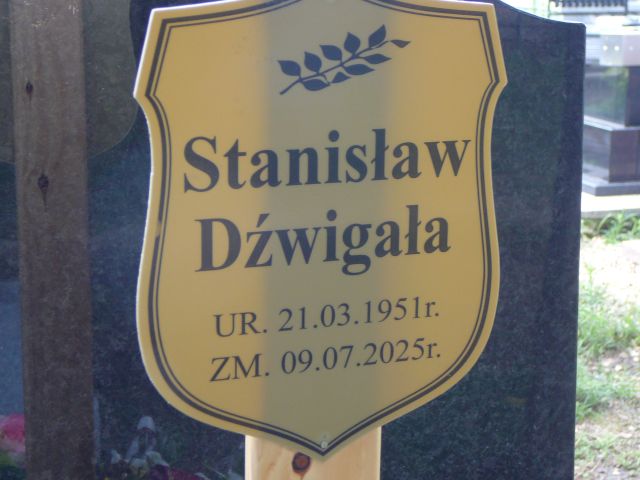 Stanisław
Dźwigała
UR. 21.03.1951r.
ZM. 09.07.2025r.